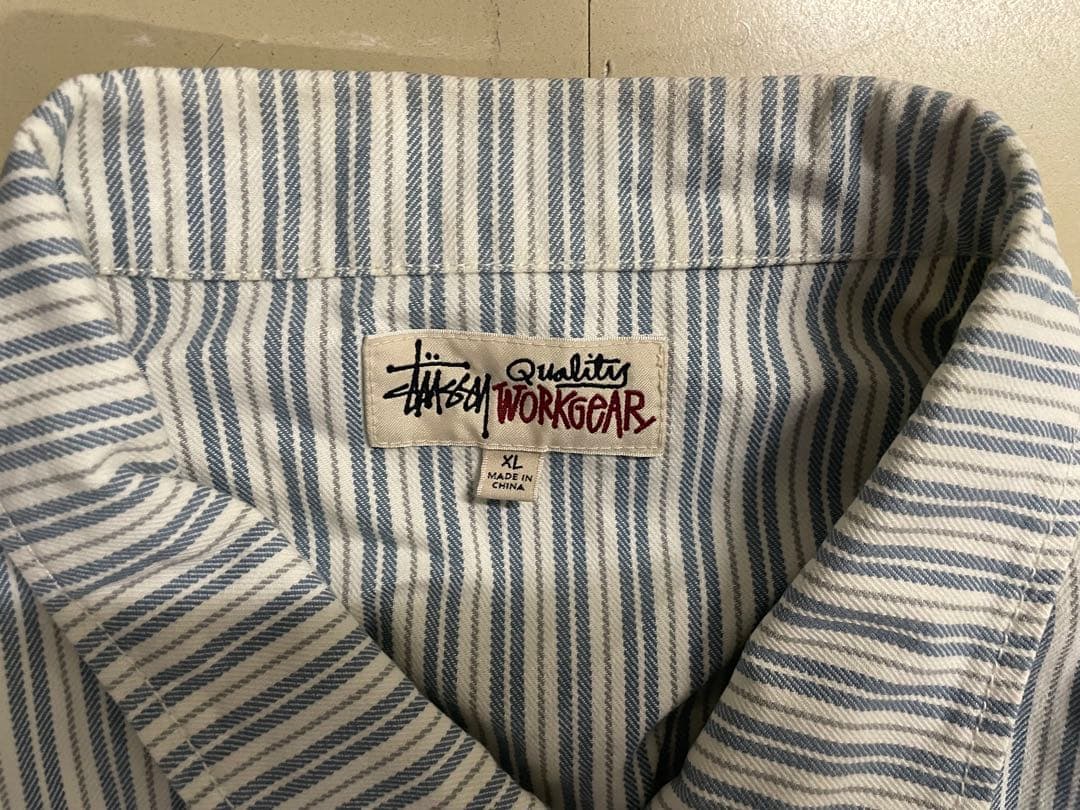 Stüssy Quality
WORKGEAR
XL
MADE IN
CHINA